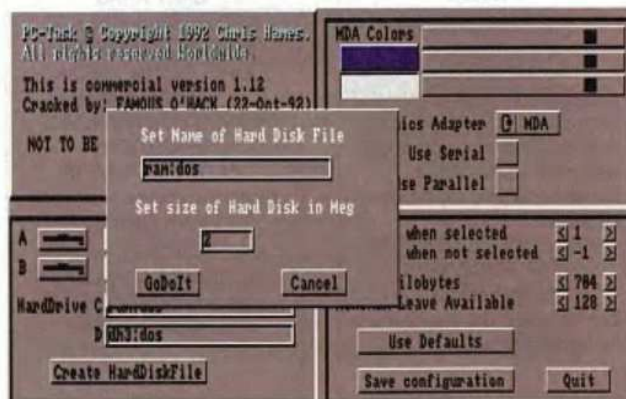 PC-Task © Copyright 1992 Chris Hames.
All rights reserved Worldwide.
This is commercial version 1.12
Cracked by: FAMOUS O'HACK (22-Ont-92)
NOT TO BE
MDA Colors
ics Adapter MDA
Use Serial
se Parallel
Set Name of Hard Disk File
ram:dos
Set size of Hard Disk in Meg
2
GoDoIt Cancel
A
B
HardDrive C
D dh3:dos
Create HardDiskFile
when selected 1
when not selected -1
ilobytes 704
Leave Available 128
Use Defaults
Save configuration Quit